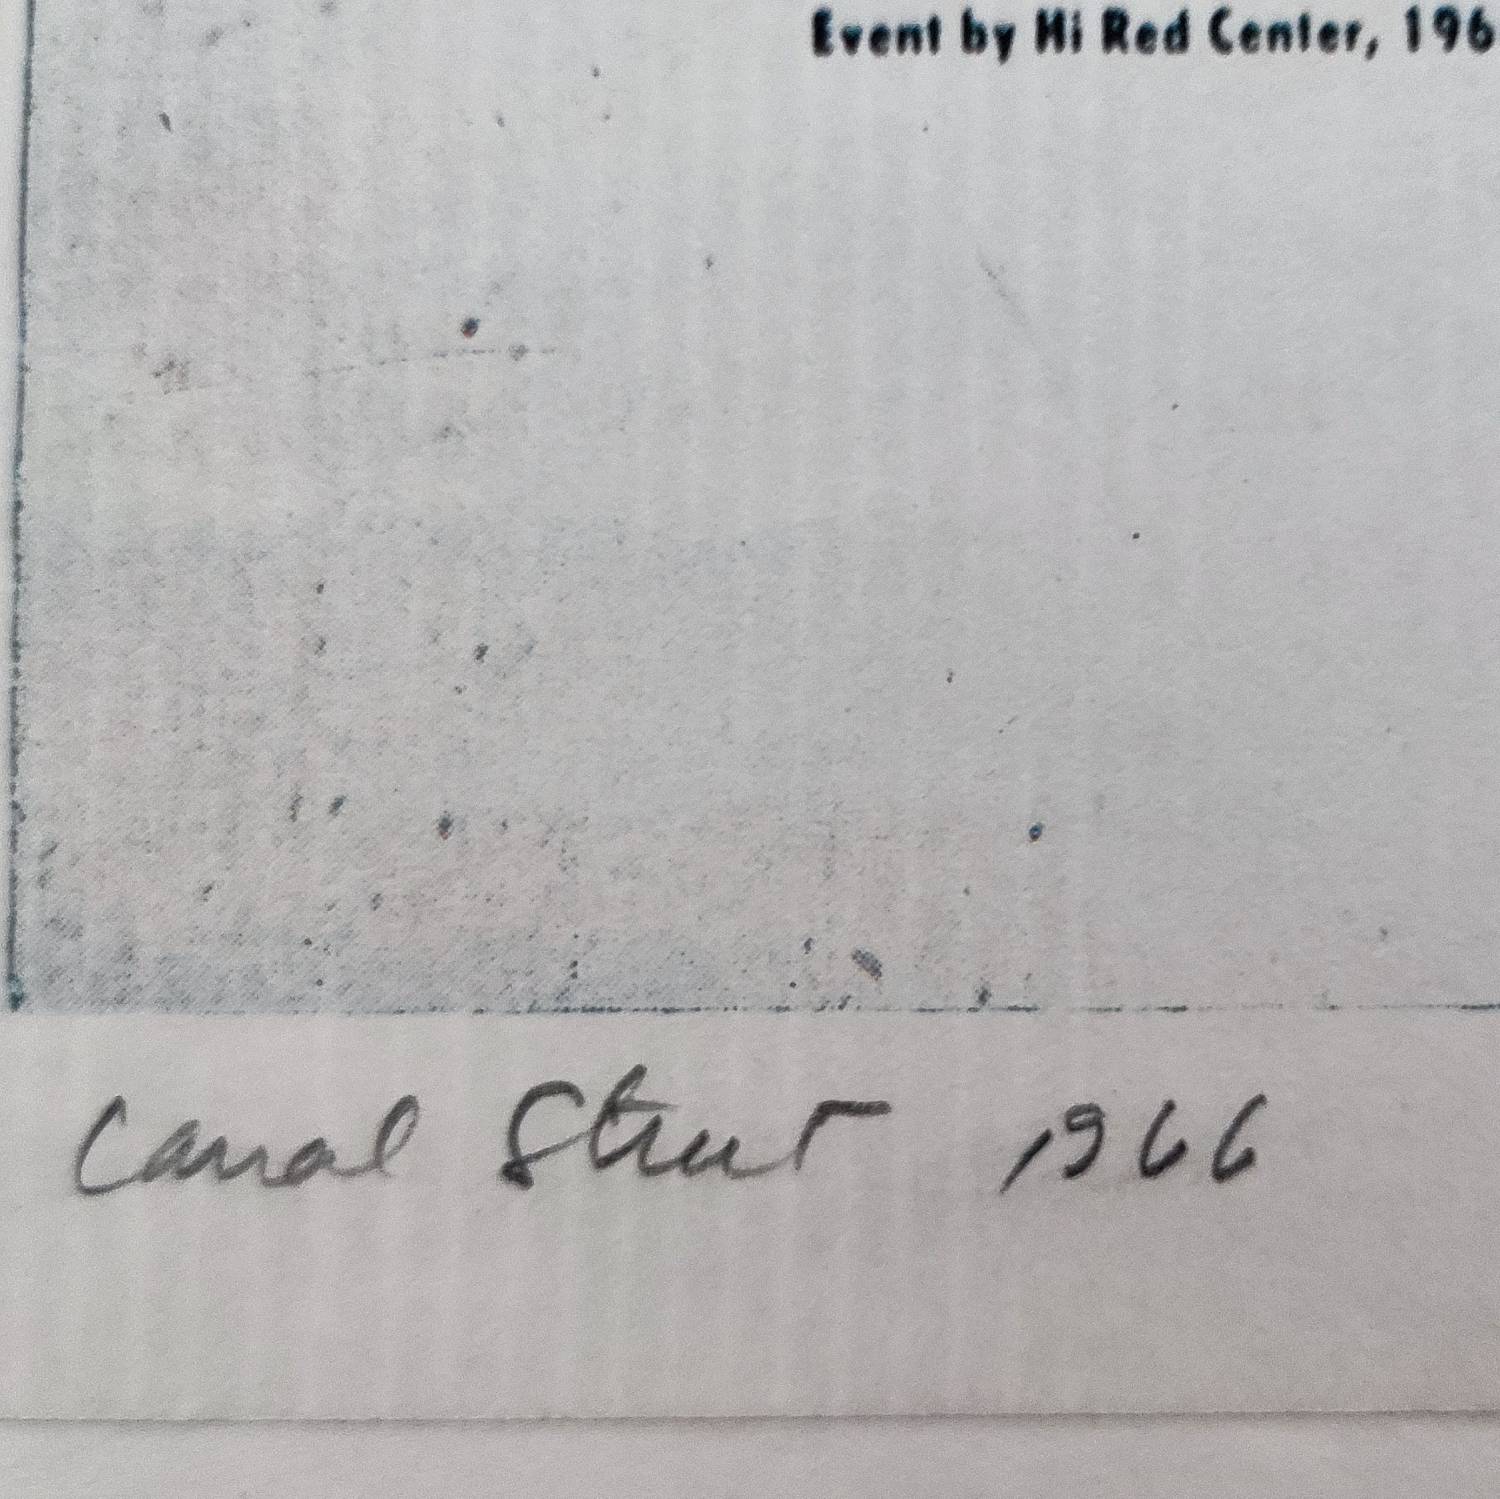 Event by Hi Red Center, 196
Canal Street 1966